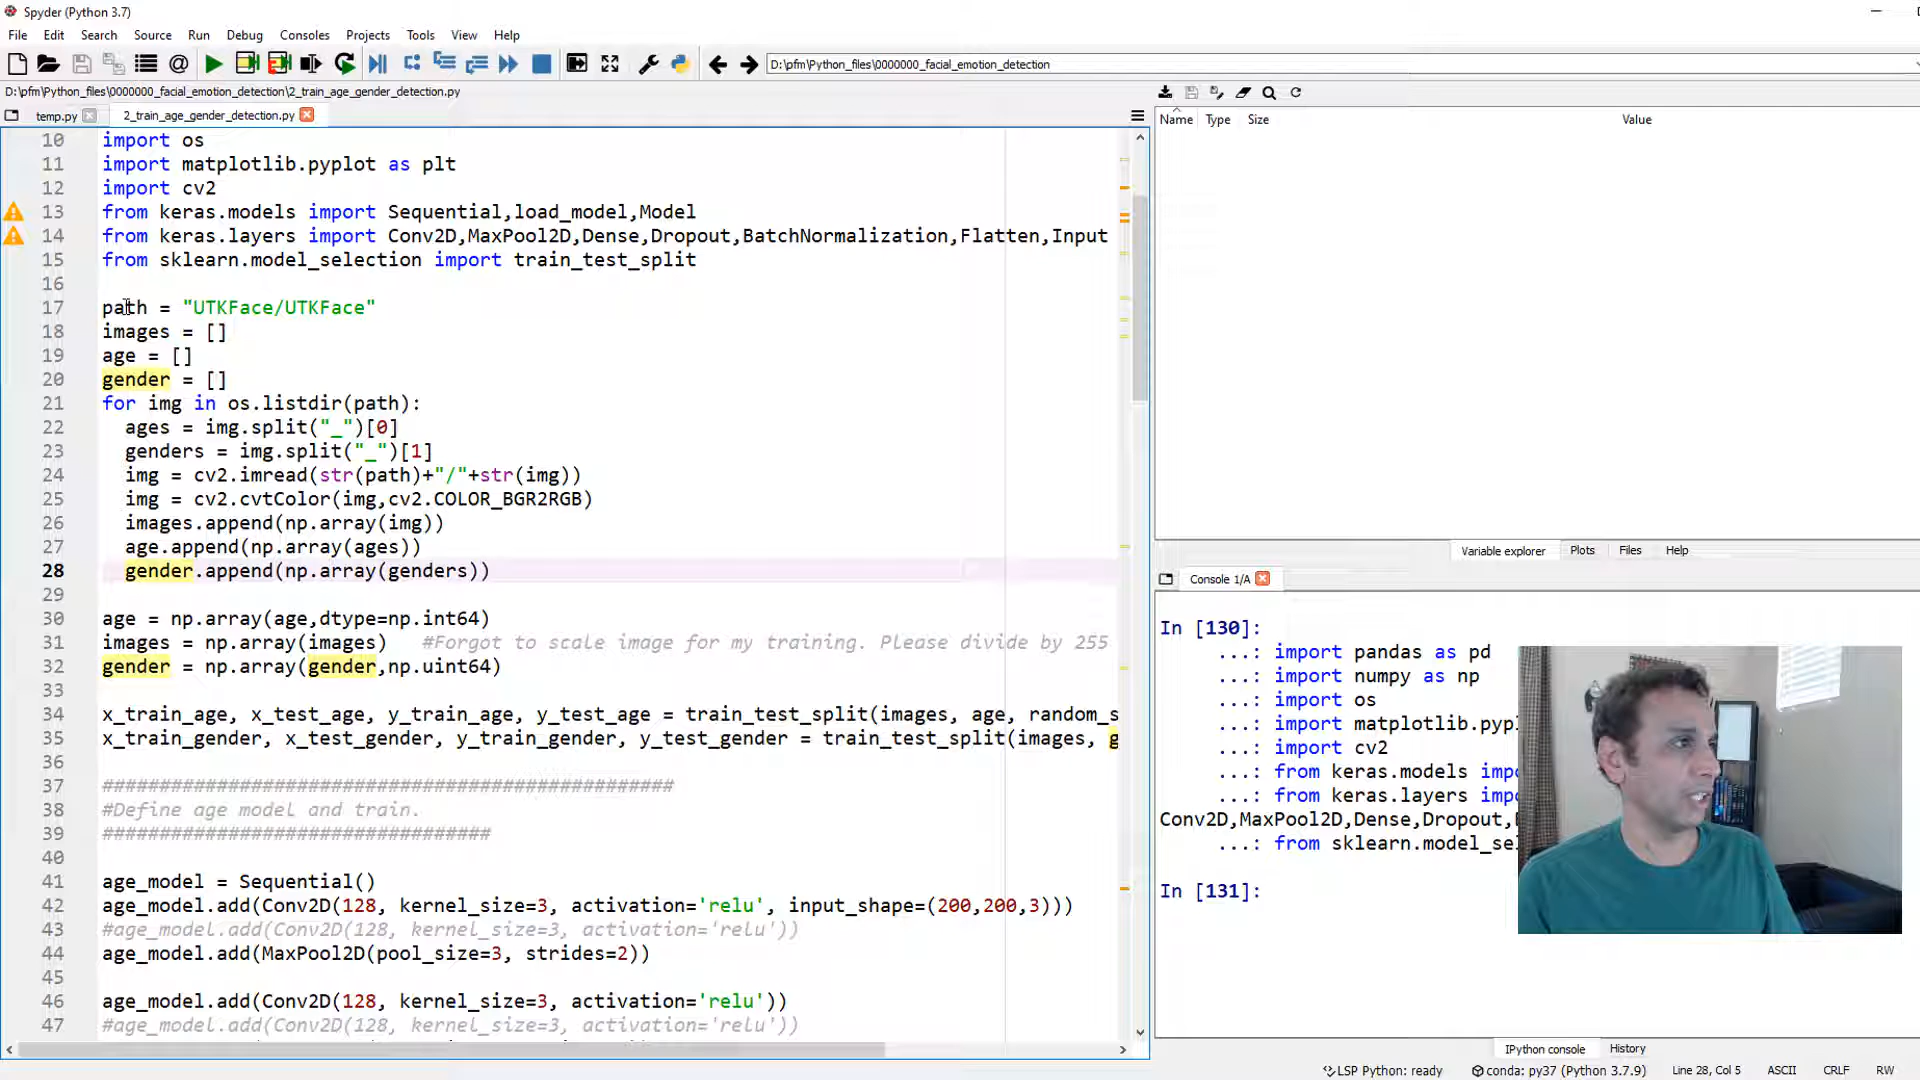 Spyder (Python 3.7)
File Edit Search Source Run Debug Consoles Projects Tools View Help
D:\pfm\Python_files\0000000_facial_emotion_detection
D:\pfm\Python_files\0000000_facial_emotion_detection\2_train_age_gender_detection.py
temp.py 2_train_age_gender_detection.py
10 import os
11 import matplotlib.pyplot as plt
12 import cv2
13 from keras.models import Sequential,load_model,Model
14 from keras.layers import Conv2D,MaxPool2D,Dense,Dropout,BatchNormalization,Flatten,Input
15 from sklearn.model_selection import train_test_split
16
17 path = "UTKFace/UTKFace"
18 images = []
19 age = []
20 gender = []
21 for img in os.listdir(path):
22 ages = img.split("_")[0]
23 genders = img.split("_")[1]
24 img = cv2.imread(str(path)+"/"+str(img))
25 img = cv2.cvtColor(img,cv2.COLOR_BGR2RGB)
26 images.append(np.array(img))
27 age.append(np.array(ages))
28 gender.append(np.array(genders))
29
30 age = np.array(age,dtype=np.int64)
31 images = np.array(images) #Forgot to scale image for my training. Please divide by 255
32 gender = np.array(gender,np.uint64)
33
34 x_train_age, x_test_age, y_train_age, y_test_age = train_test_split(images, age, random_s
35 x_train_gender, x_test_gender, y_train_gender, y_test_gender = train_test_split(images, g
36
37 ##################################################
38 #Define age model and train.
39 ##################################
40
41 age_model = Sequential()
42 age_model.add(Conv2D(128, kernel_size=3, activation='relu', input_shape=(200,200,3)))
43 #age_model.add(Conv2D(128, kernel_size=3, activation='relu'))
44 age_model.add(MaxPool2D(pool_size=3, strides=2))
45
46 age_model.add(Conv2D(128, kernel_size=3, activation='relu'))
47 #age_model.add(Conv2D(128, kernel_size=3, activation='relu'))
Name Type Size Value
Variable explorer Plots Files Help
Console 1/A
In [130]:
...: import pandas as pd
...: import numpy as np
...: import os
...: import matplotlib.pypl
...: import cv2
...: from keras.models imp
...: from keras.layers imp
Conv2D,MaxPool2D,Dense,Dropout,
...: from sklearn.model_se
In [131]:
IPython console History
LSP Python: ready conda: py37 (Python 3.7.9) Line 28, Col 5 ASCII CRLF RW